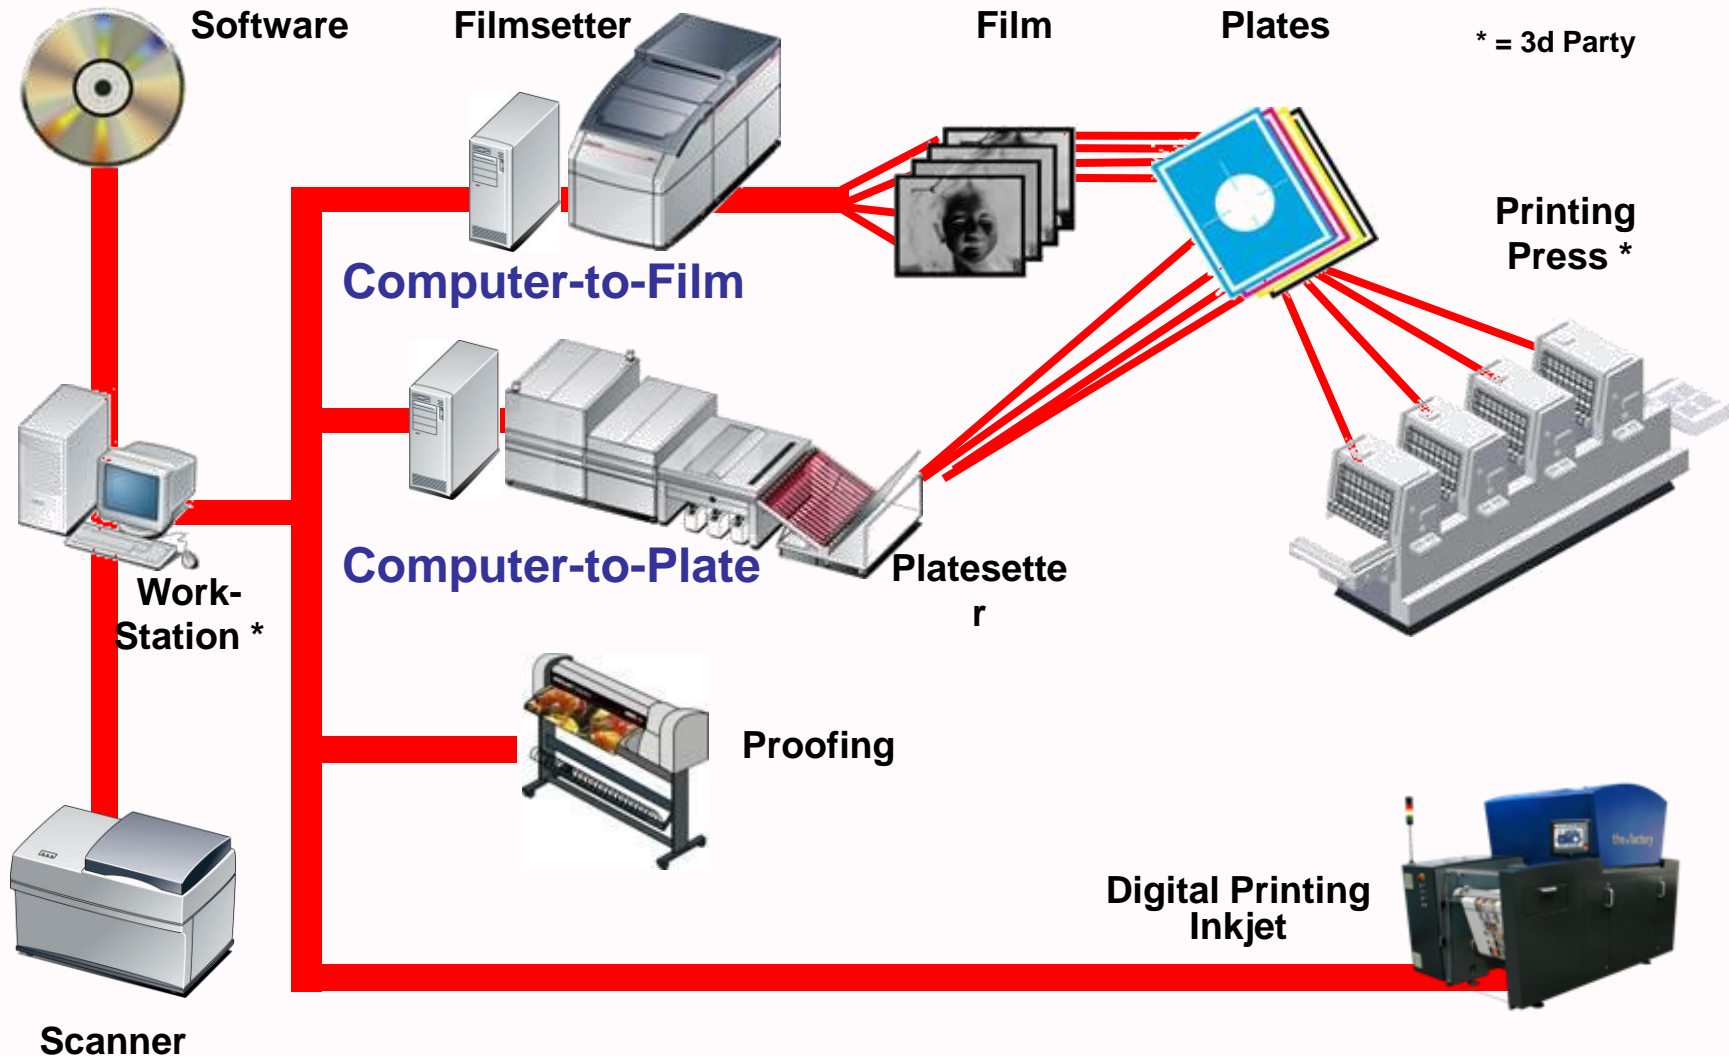 Software
Filmsetter
Film
Plates
* = 3d Party
Printing
Press *
Computer-to-Film
Computer-to-Plate
Platesette
r
Work-
Station *
Proofing
thefactory
Digital Printing
Inkjet
Scanner